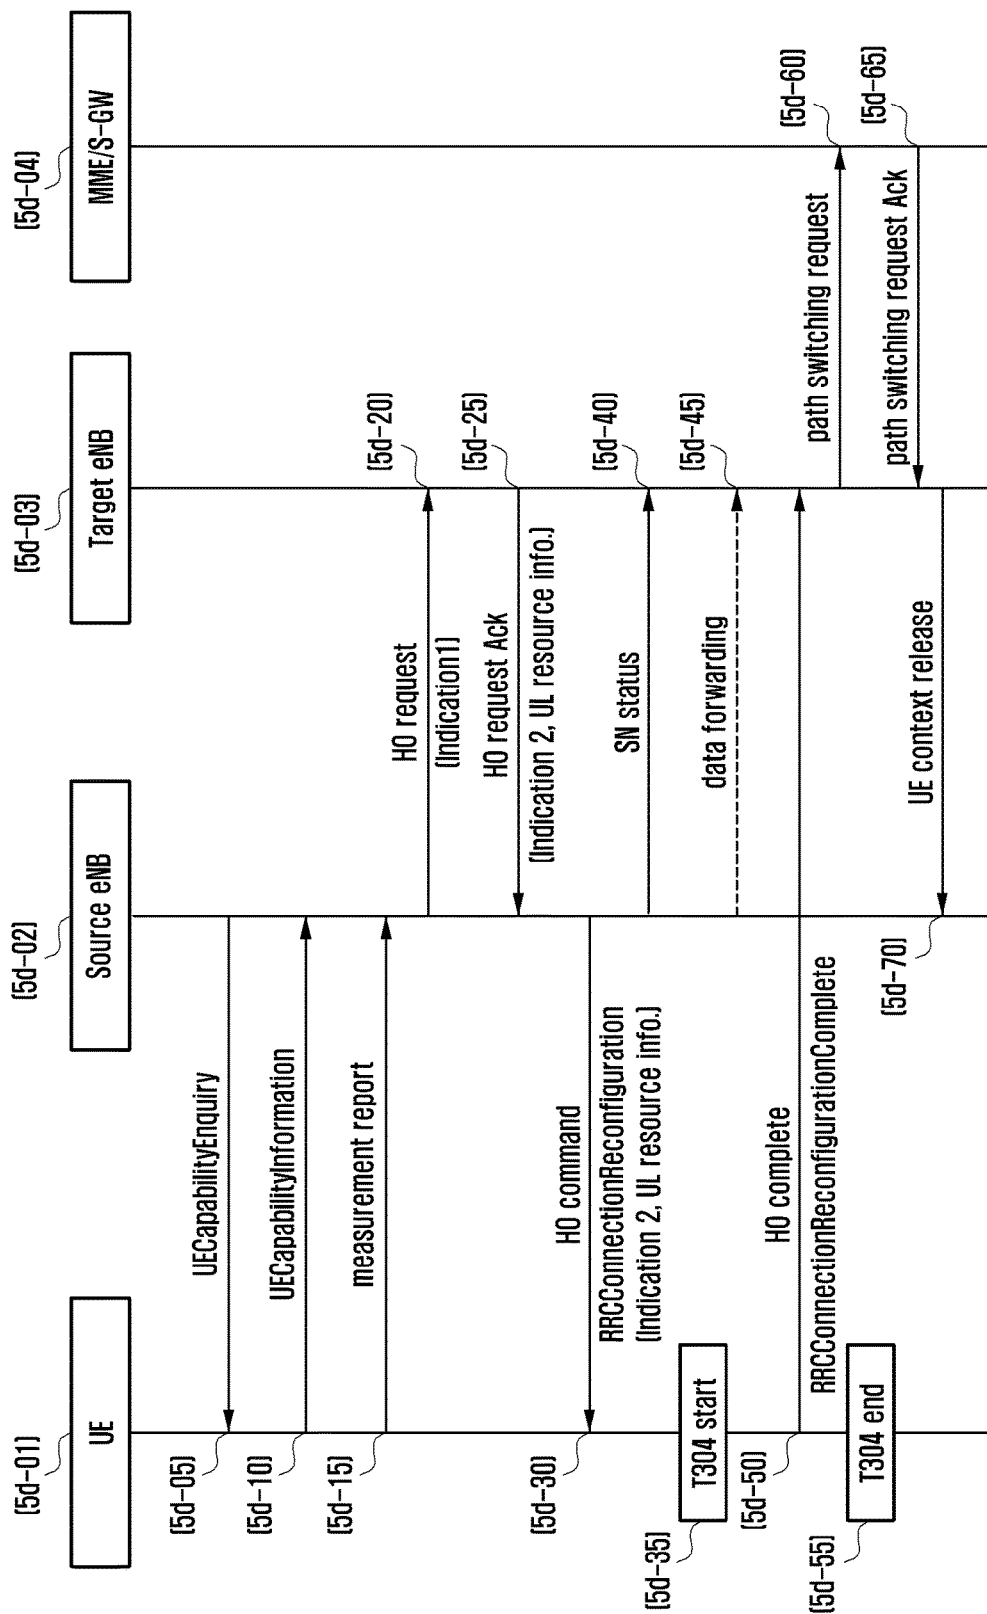 [5d-01]
UE
[5d-02]
Source eNB
[5d-03]
Target eNB
[5d-04]
MME/S-GW
[5d-05]
UECapabilityEnquiry
[5d-10]
UECapabilityInformation
[5d-15]
measurement report
HO request
(Indication1)
[5d-20]
HO request Ack
(Indication 2, UL resource info.)
[5d-25]
[5d-30]
HO command
RRCConnectionReconfiguration
(Indication 2, UL resource info.)
[5d-35]
T304 start
SN status
[5d-40]
data forwarding
[5d-45]
[5d-50]
HO complete
RRCConnectionReconfigurationComplete
[5d-55]
T304 end
path switching request
[5d-60]
path switching request Ack
[5d-65]
UE context release
[5d-70]